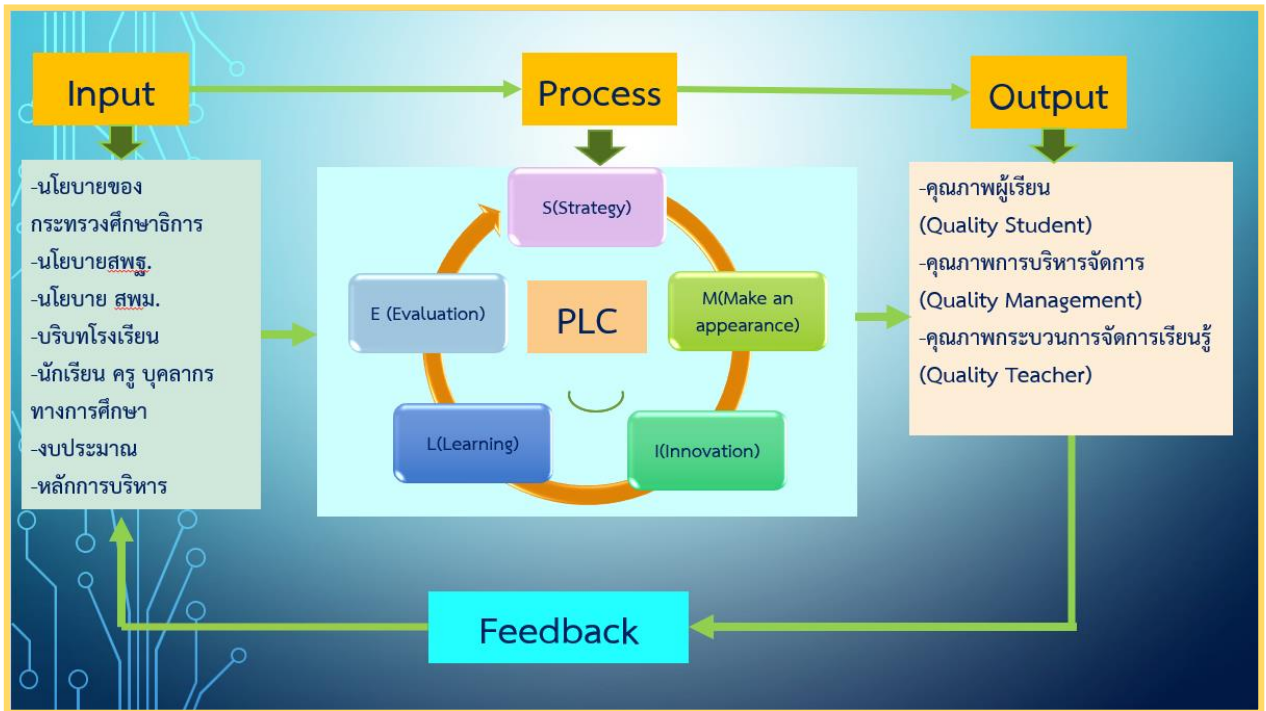 Input
Process
Output
-นโยบายของ
กระทรวงศึกษาธิการ
-นโยบายสพฐ.
-นโยบาย สพม.
-บริบทโรงเรียน
-นักเรียน ครู บุคลากร
ทางการศึกษา
-งบประมาณ
-หลักการบริหาร
S(Strategy)
M(Make an
appearance)
I(Innovation)
L(Learning)
E (Evaluation)
PLC
-คุณภาพผู้เรียน
(Quality Student)
-คุณภาพการบริหารจัดการ
(Quality Management)
-คุณภาพกระบวนการจัดการเรียนรู้
(Quality Teacher)
Feedback